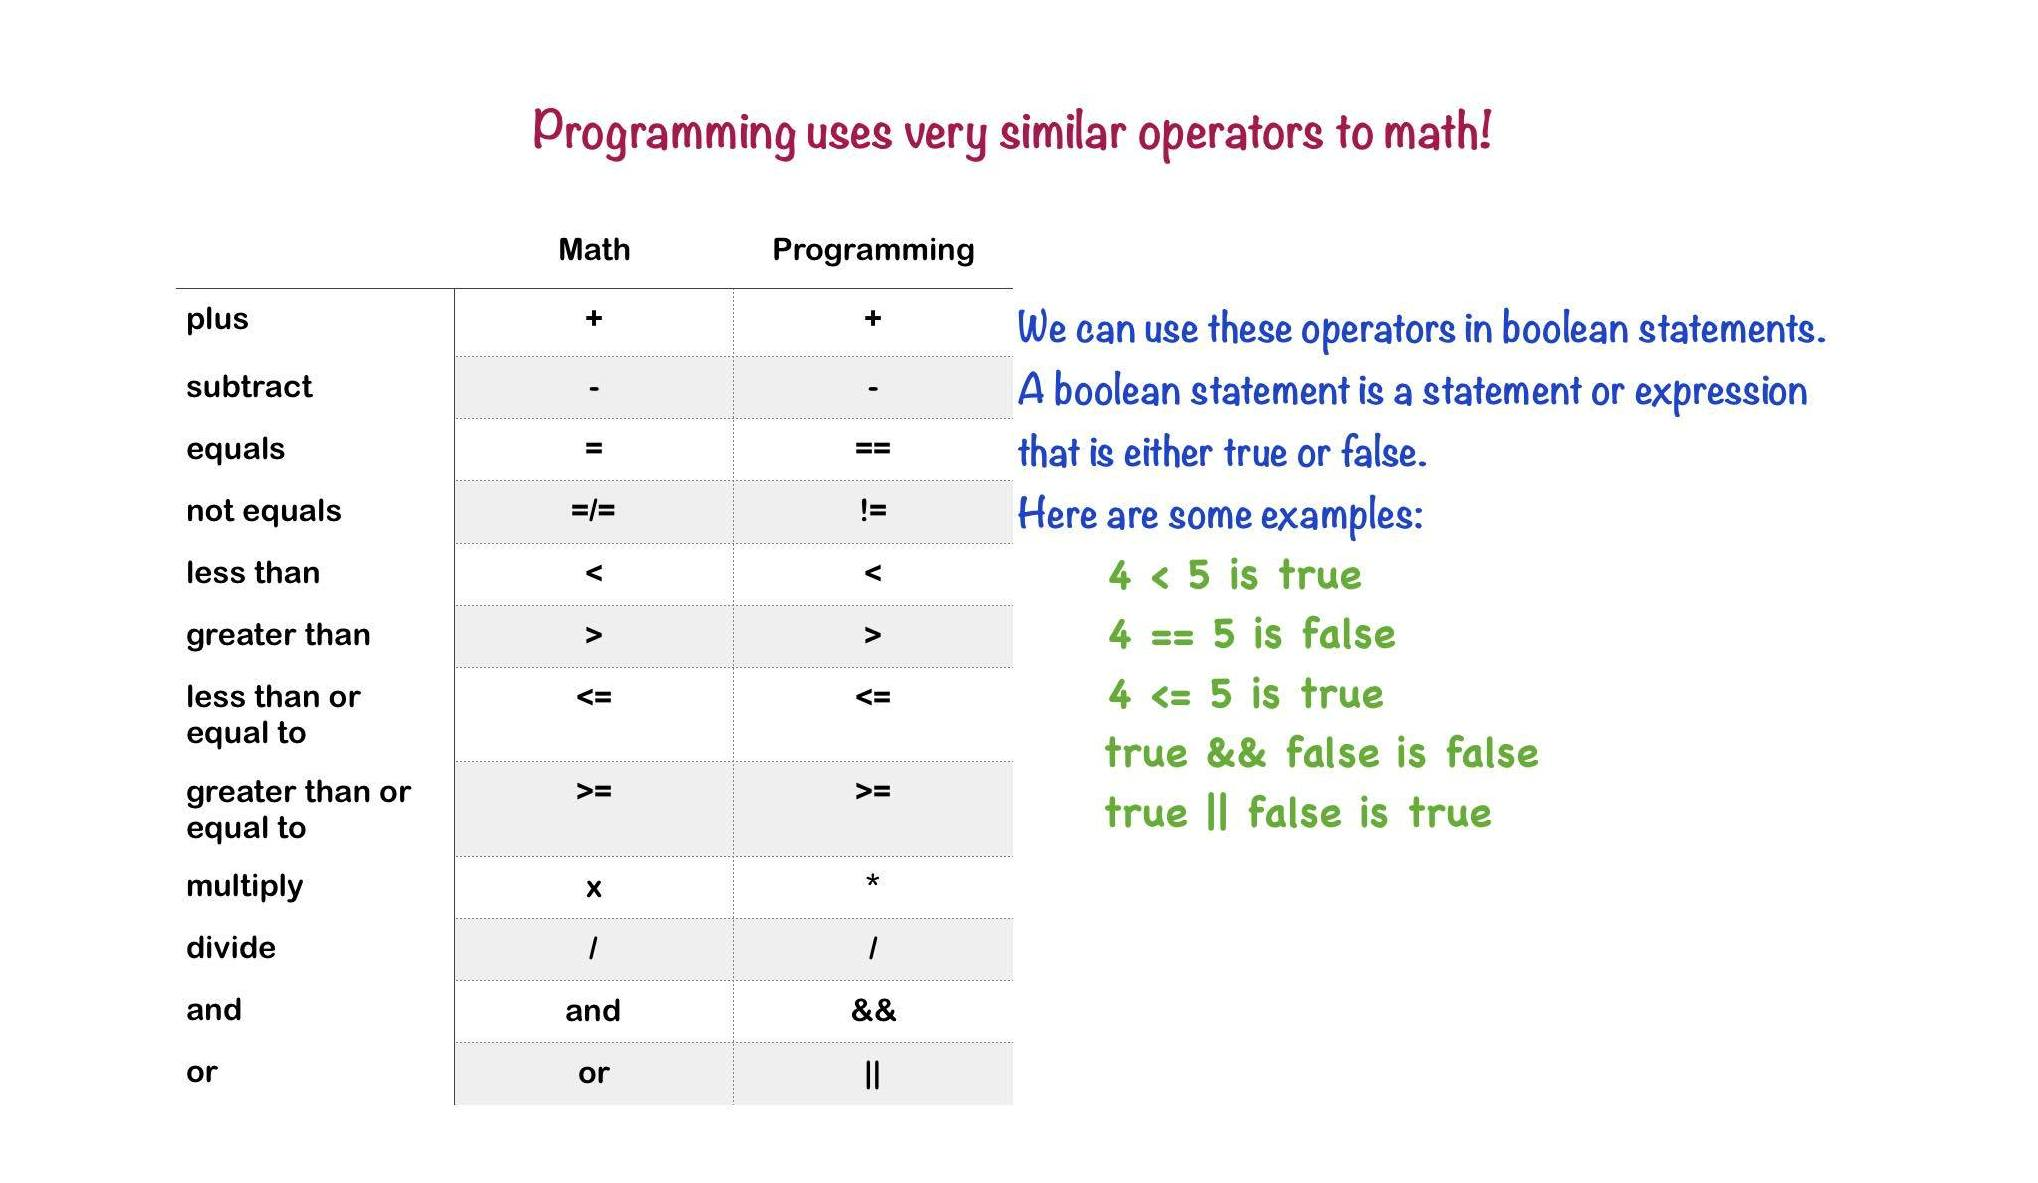 Programming uses very similar operators to math!
Math Programming
plus + +
subtract - -
equals = ==
not equals =/= !=
less than < <
greater than > >
less than or <= <=
equal to
greater than or >= >=
equal to
multiply x *
divide / /
and and &&
or or ||
We can use these operators in boolean statements.
A boolean statement is a statement or expression
that is either true or false.
Here are some examples:
4 < 5 is true
4 == 5 is false
4 <= 5 is true
true && false is false
true || false is true